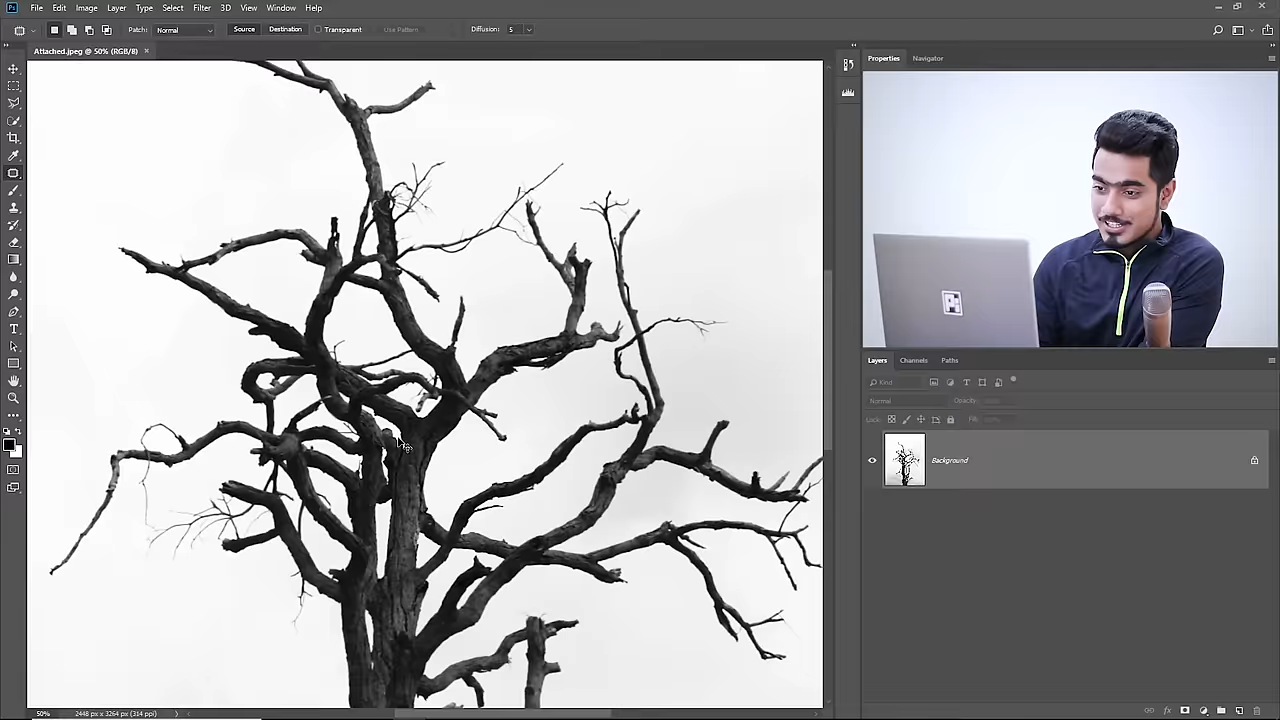 Ps File Edit Image Layer Type Select Filter 3D View Window Help
Patch: Normal Source Destination Transparent Use Pattern Diffusion: 5
Attached.jpeg @ 50% (RGB/8) ×
Properties Navigator
Layers Channels Paths
Kind
Normal Opacity:
Lock: Fill:
Background
fx
50% 2448 px x 3264 px (314 ppi)